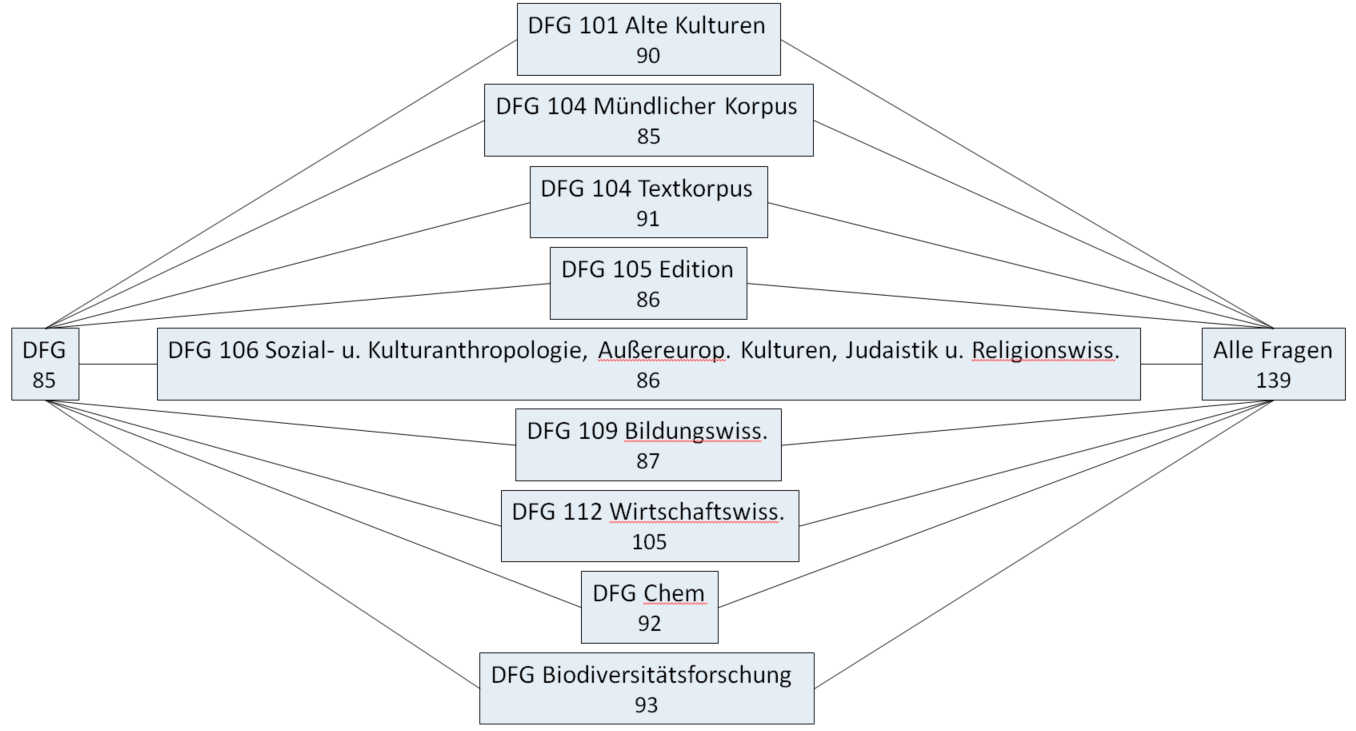 DFG 101 Alte Kulturen
90
DFG 104 Mündlicher Korpus
85
DFG 104 Textkorpus
91
DFG 105 Edition
86
DFG
85
DFG 106 Sozial- u. Kulturanthropologie, Außereurop. Kulturen, Judaistik u. Religionswiss.
86
Alle Fragen
139
DFG 109 Bildungswiss.
87
DFG 112 Wirtschaftswiss.
105
DFG Chem
92
DFG Biodiversitätsforschung
93